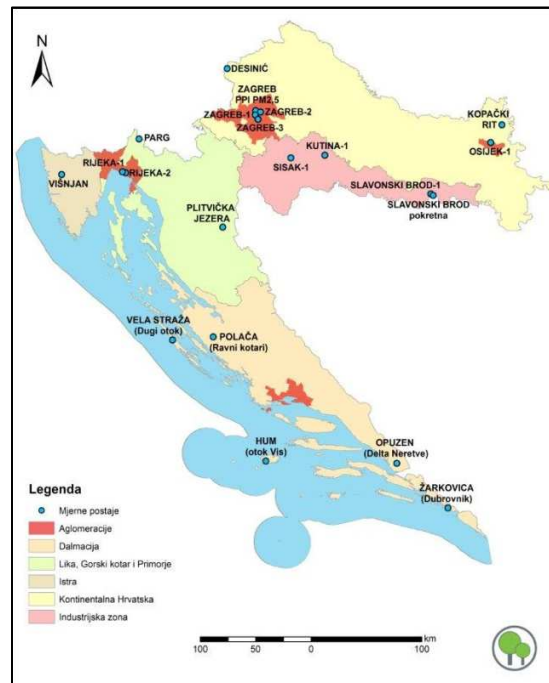 N
DESINIĆ
ZAGREB
PPI PM2,5
ZAGREB-1
ZAGREB-2
ZAGREB-3
KOPAČKI
RIT
OSIJEK-1
PARG
RIJEKA-1
RIJEKA-2
VIŠNJAN
KUTINA-1
SISAK-1
SLAVONSKI BROD-1
SLAVONSKI BROD
pokretna
PLITVIČKA
JEZERA
VELA STRAŽA
(Dugi otok)
POLAČA
(Ravni kotari)
HUM
(otok Vis)
OPUZEN
(Delta Neretve)
ŽARKOVICA
(Dubrovnik)
Legenda
Mjerne postaje
Aglomeracije
Dalmacija
Lika, Gorski kotar i Primorje
Istra
Kontinentalna Hrvatska
Industrijska zona
km
100 50 0 100